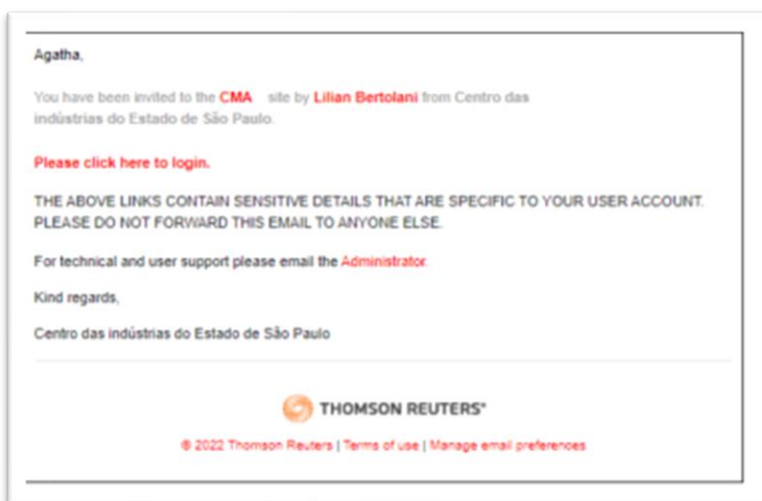 Agatha,
You have been invited to the CMA site by Lilian Bertolani from Centro das
indústrias do Estado de São Paulo.
Please click here to login.
THE ABOVE LINKS CONTAIN SENSITIVE DETAILS THAT ARE SPECIFIC TO YOUR USER ACCOUNT.
PLEASE DO NOT FORWARD THIS EMAIL TO ANYONE ELSE.
For technical and user support please email the Administrator.
Kind regards,
Centro das indústrias do Estado de São Paulo
THOMSON REUTERS®
© 2022 Thomson Reuters | Terms of use | Manage email preferences